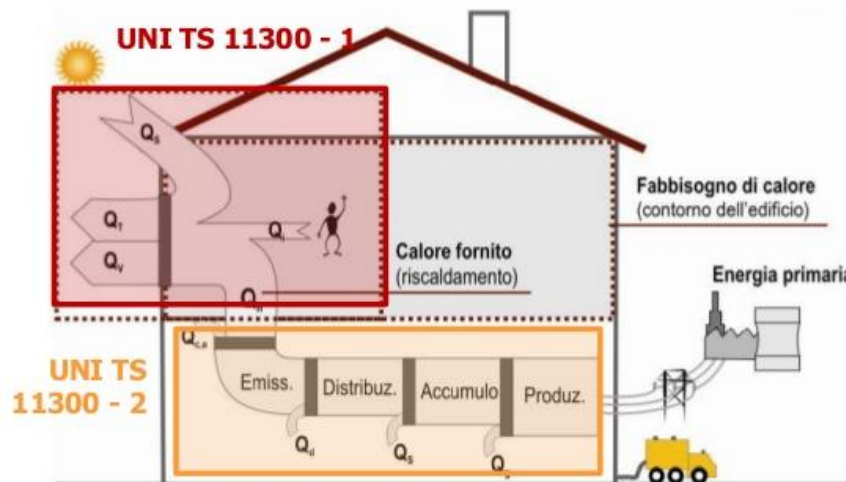 UNI TS 11300 - 1
Qs
QT
QV
Qi
Fabbisogno di calore
(contorno dell'edificio)
Calore fornito
(riscaldamento)
Energia primaria
Qc,e
UNI TS
11300 - 2
Emiss.
Distribuz.
Accumulo
Produz.
Qd
QS